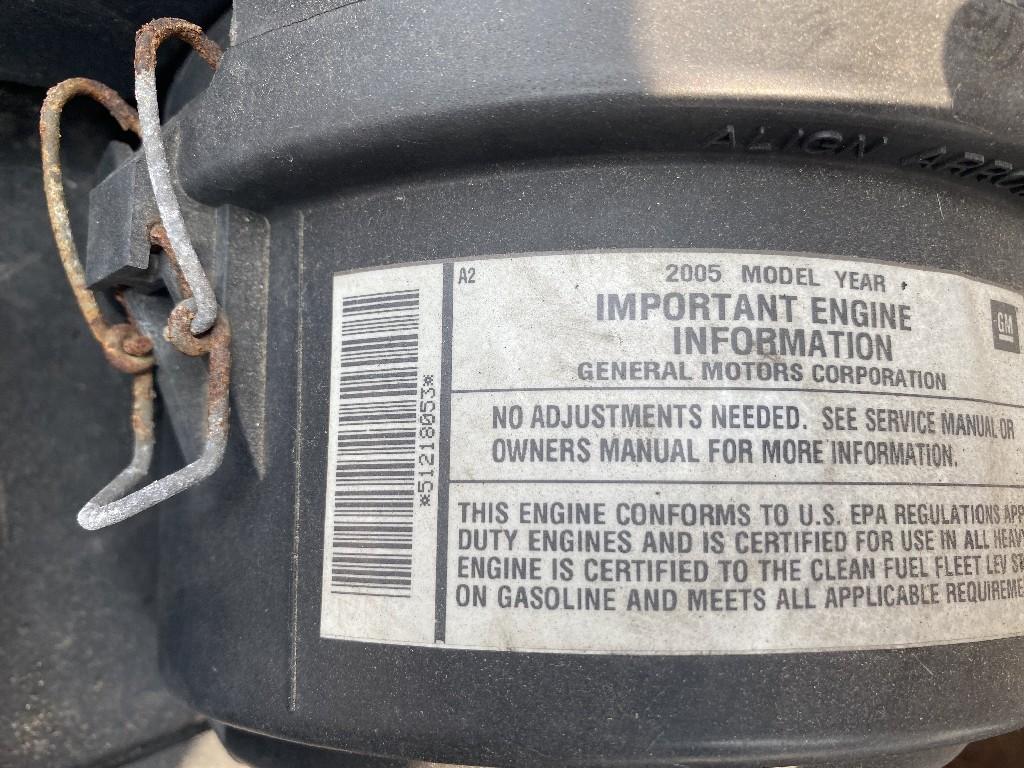 ALIGN
A2
2005 MODEL YEAR
IMPORTANT ENGINE
INFORMATION
GM
GENERAL MOTORS CORPORATION
NO ADJUSTMENTS NEEDED. SEE SERVICE MANUAL OR
OWNERS MANUAL FOR MORE INFORMATION.
THIS ENGINE CONFORMS TO U.S. EPA REGULATIONS
DUTY ENGINES AND IS CERTIFIED FOR USE IN ALL
ENGINE IS CERTIFIED TO THE CLEAN FUEL FLEET LEV
ON GASOLINE AND MEETS ALL APPLICABLE
*51218053*